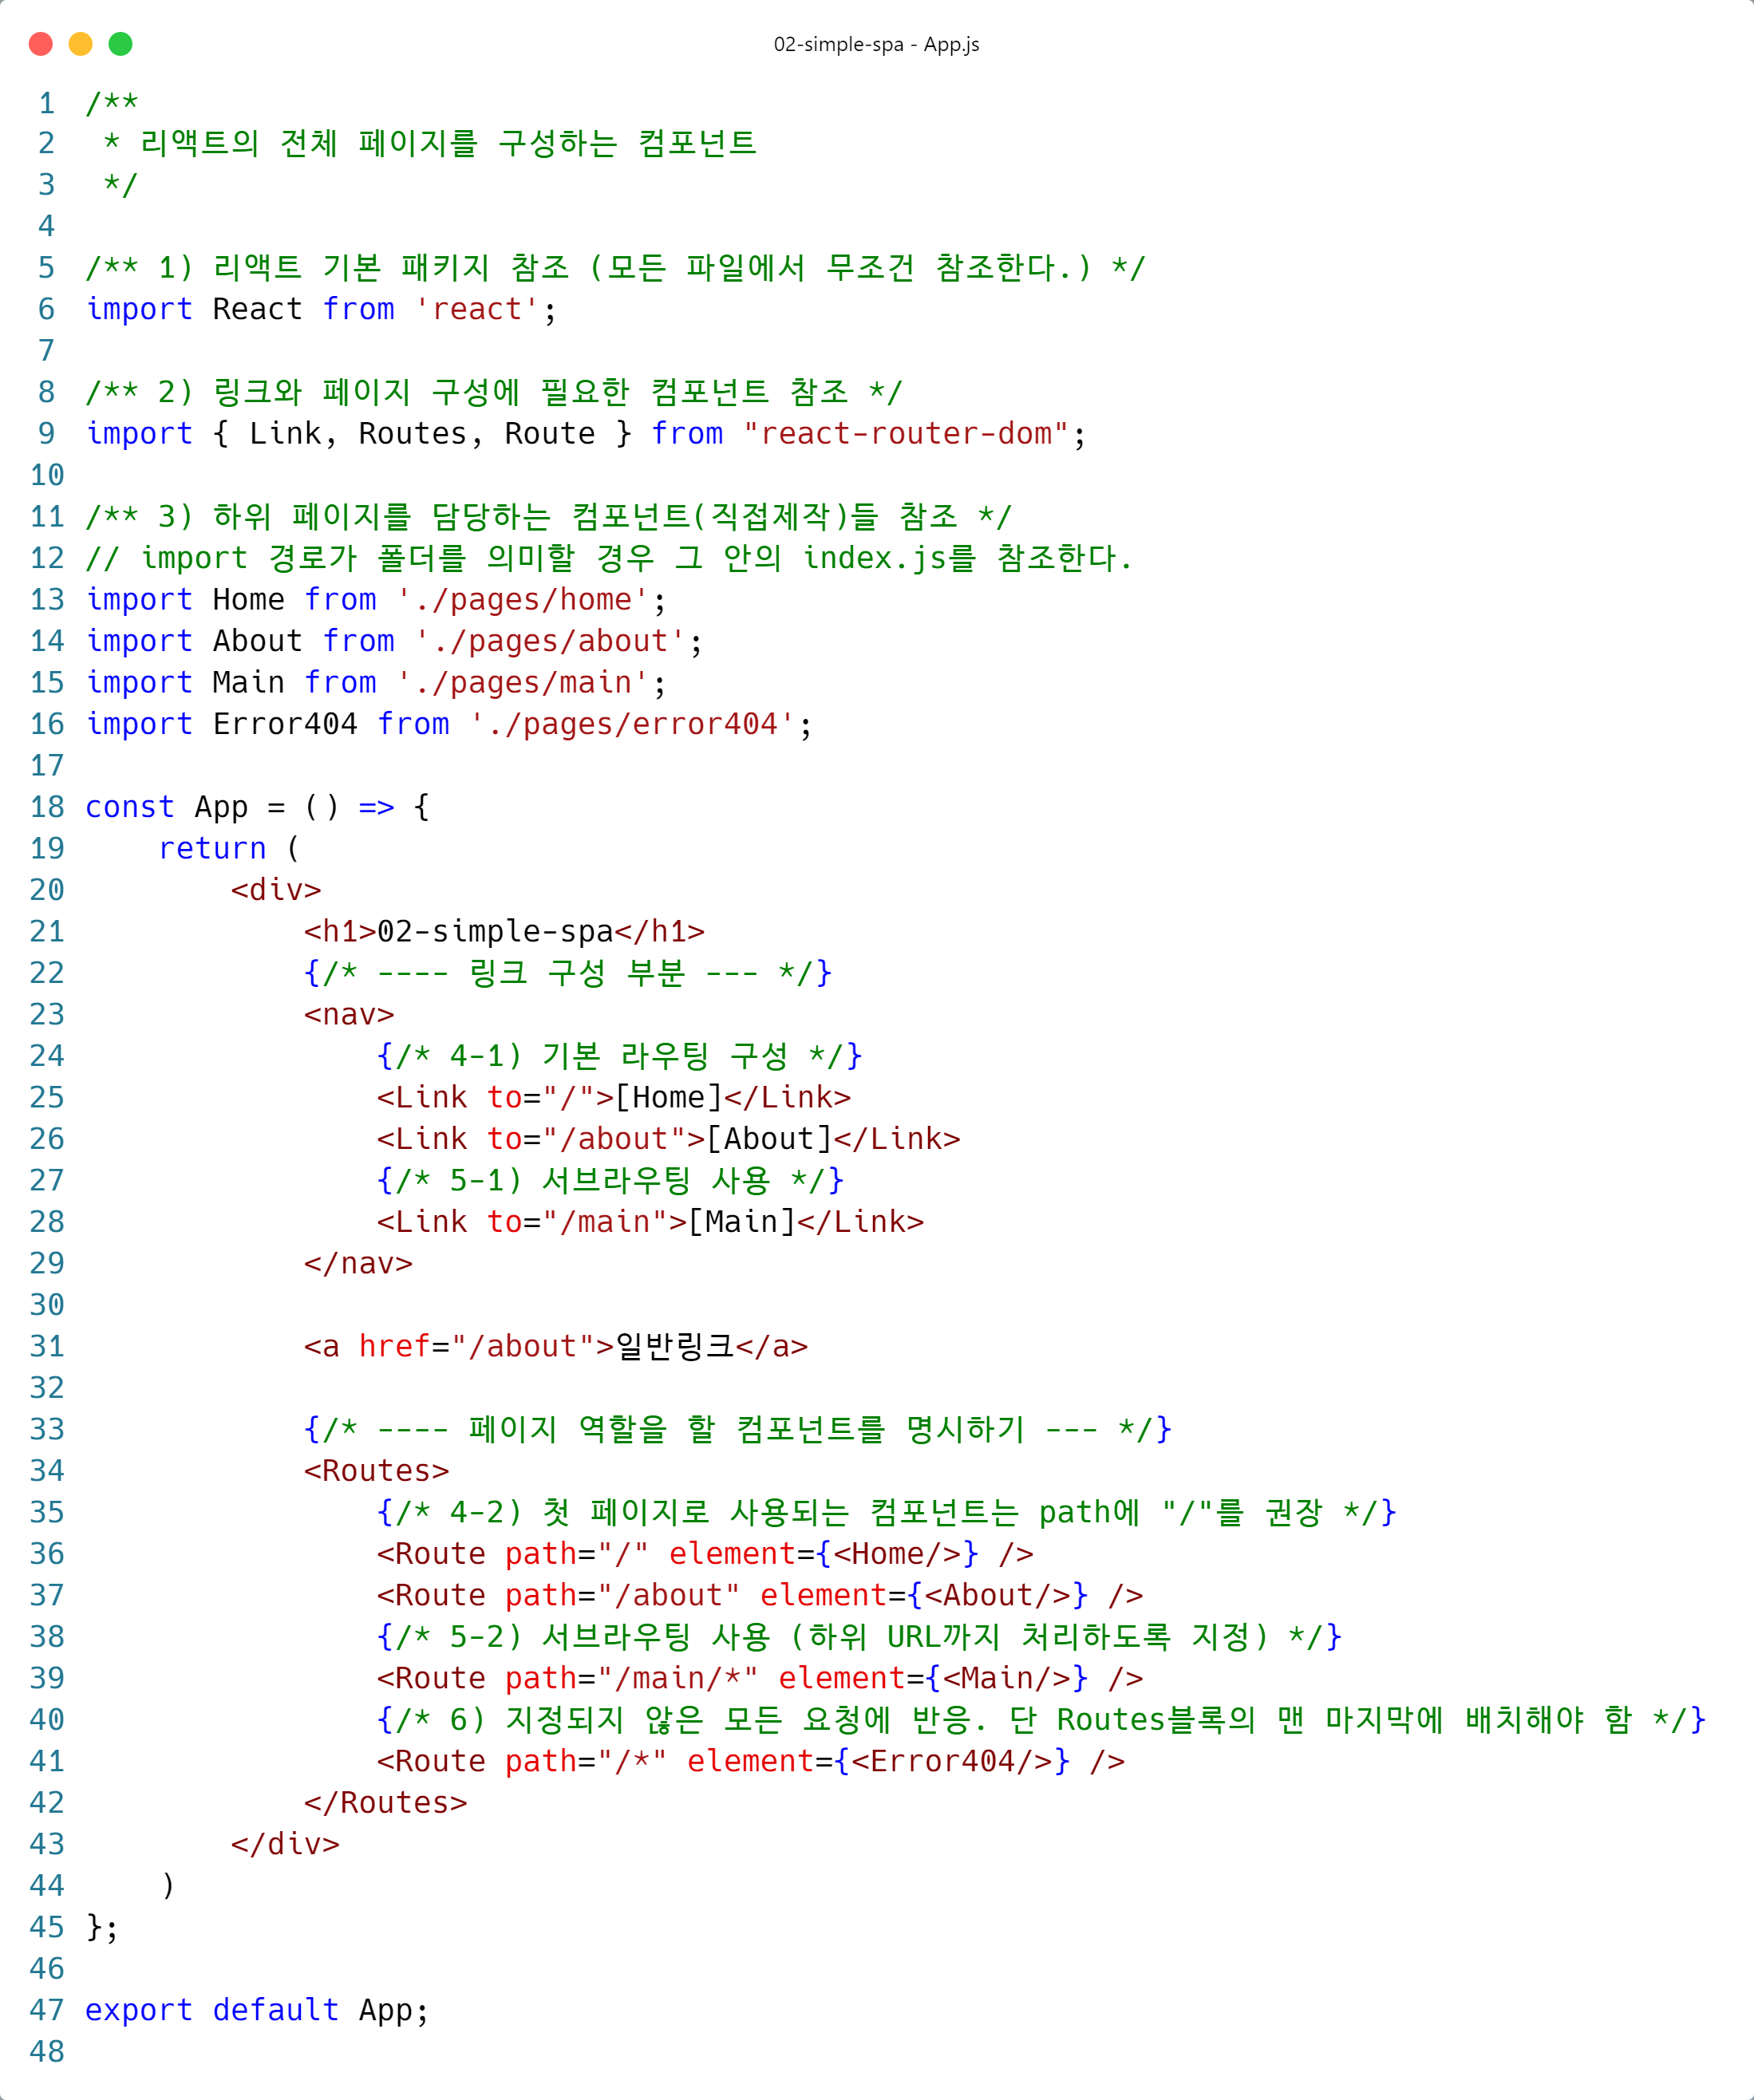 02-simple-spa - App.js
1 /**
2  * 리액트의 전체 페이지를 구성하는 컴포넌트
3  */
4
5 /** 1) 리액트 기본 패키지 참조 (모든 파일에서 무조건 참조한다.) */
6 import React from 'react';
7
8 /** 2) 링크와 페이지 구성에 필요한 컴포넌트 참조 */
9 import { Link, Routes, Route } from "react-router-dom";
10
11 /** 3) 하위 페이지를 담당하는 컴포넌트(직접제작)들 참조 */
12 // import 경로가 폴더를 의미할 경우 그 안의 index.js를 참조한다.
13 import Home from './pages/home';
14 import About from './pages/about';
15 import Main from './pages/main';
16 import Error404 from './pages/error404';
17
18 const App = () => {
19     return (
20         <div>
21             <h1>02-simple-spa</h1>
22             {/* ---- 링크 구성 부분 --- */}
23             <nav>
24                 {/* 4-1) 기본 라우팅 구성 */}
25                 <Link to="/">[Home]</Link>
26                 <Link to="/about">[About]</Link>
27                 {/* 5-1) 서브라우팅 사용 */}
28                 <Link to="/main">[Main]</Link>
29             </nav>
30
31             <a href="/about">일반링크</a>
32
33             {/* ---- 페이지 역할을 할 컴포넌트를 명시하기 --- */}
34             <Routes>
35                 {/* 4-2) 첫 페이지로 사용되는 컴포넌트는 path에 "/"를 권장 */}
36                 <Route path="/" element={<Home/>} />
37                 <Route path="/about" element={<About/>} />
38                 {/* 5-2) 서브라우팅 사용 (하위 URL까지 처리하도록 지정) */}
39                 <Route path="/main/*" element={<Main/>} />
40                 {/* 6) 지정되지 않은 모든 요청에 반응. 단 Routes블록의 맨 마지막에 배치해야 함 */}
41                 <Route path="/*" element={<Error404/>} />
42             </Routes>
43         </div>
44     )
45 };
46
47 export default App;
48